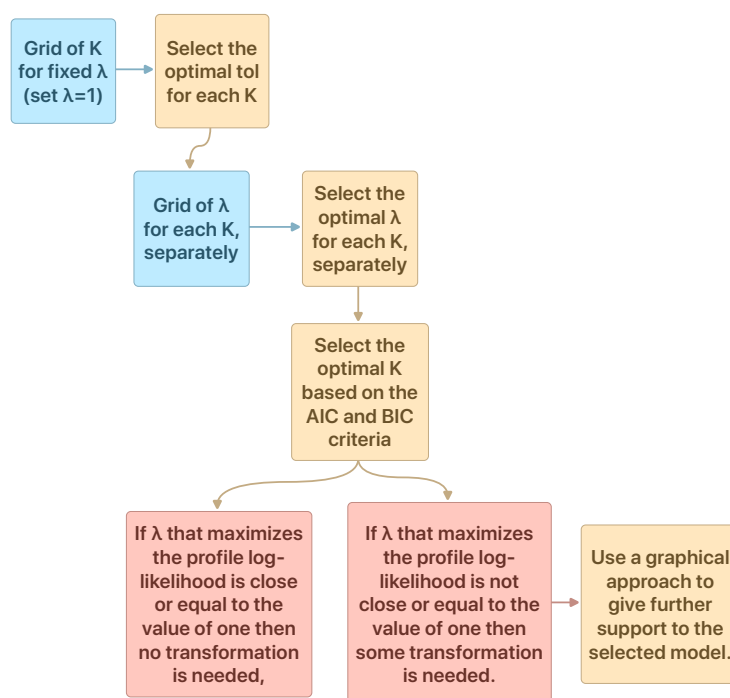 Grid of K
for fixed λ
(set λ=1)
Select the
optimal tol
for each K
Grid of λ
for each K,
separately
Select the
optimal λ
for each K,
separately
Select the
optimal K
based on the
AIC and BIC
criteria
If λ that maximizes
the profile log-
likelihood is close
or equal to the
value of one then
no transformation
is needed,
If λ that maximizes
the profile log-
likelihood is not
close or equal to the
value of one then
some transformation
is needed.
Use a graphical
approach to
give further
support to the
selected model.